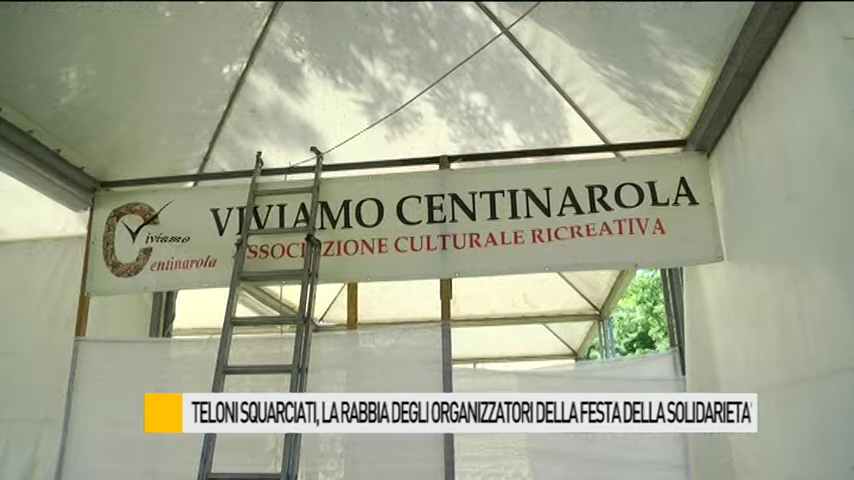 VIVIAMO CENTINAROLA
ASSOCIAZIONE CULTURALE RICREATIVA
Viviamo
Centinarola
TELONI SQUARCIATI, LA RABBIA DEGLI ORGANIZZATORI DELLA FESTA DELLA SOLIDARIETA'